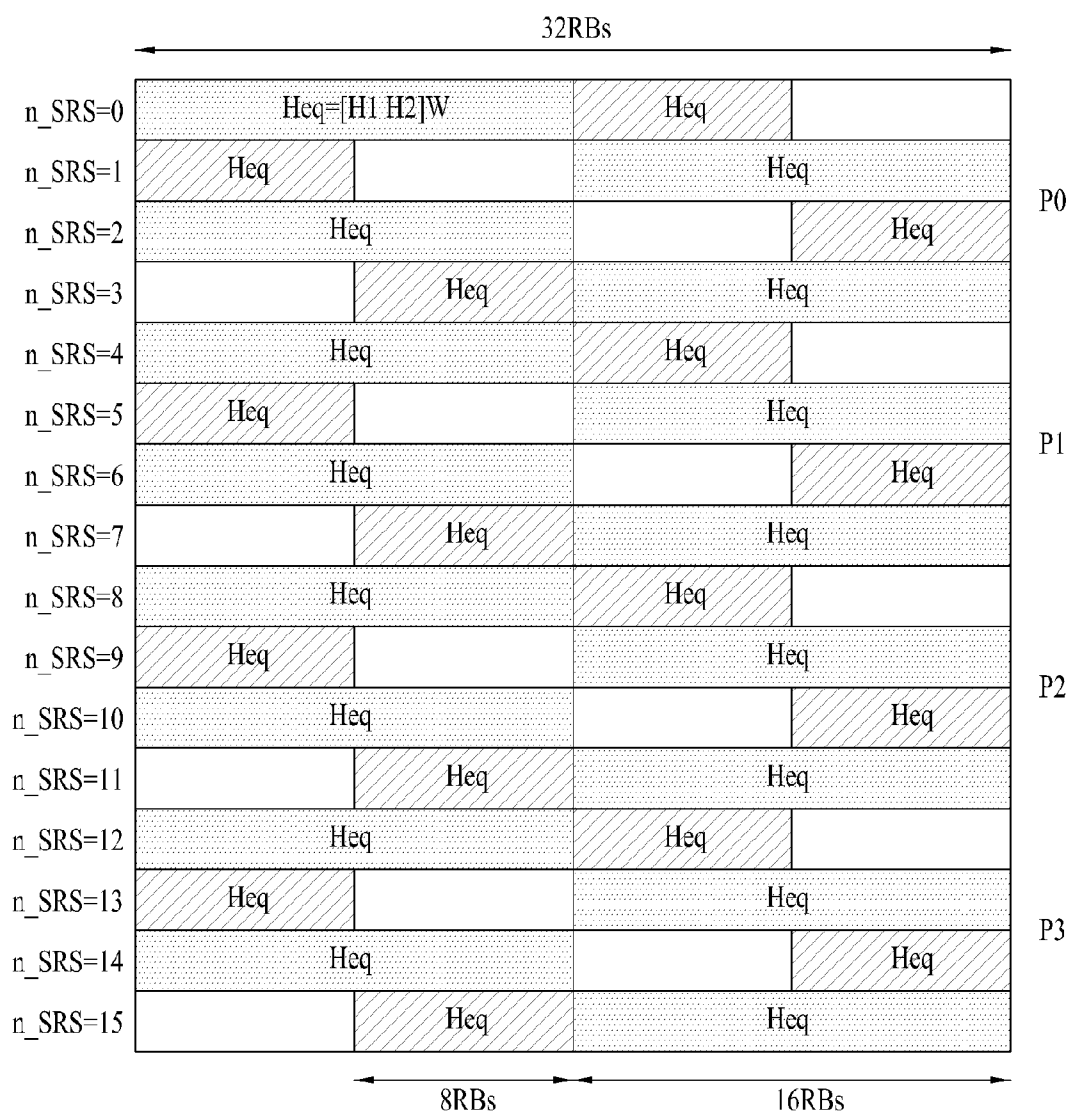 32RBs
n_SRS=0 Heq=[H1 H2]W Heq
n_SRS=1 Heq Heq
P0
n_SRS=2 Heq Heq
n_SRS=3 Heq Heq
n_SRS=4 Heq Heq
n_SRS=5 Heq Heq
P1
n_SRS=6 Heq Heq
n_SRS=7 Heq Heq
n_SRS=8 Heq Heq
n_SRS=9 Heq Heq
P2
n_SRS=10 Heq Heq
n_SRS=11 Heq Heq
n_SRS=12 Heq Heq
n_SRS=13 Heq Heq
P3
n_SRS=14 Heq Heq
n_SRS=15 Heq Heq
8RBs 16RBs